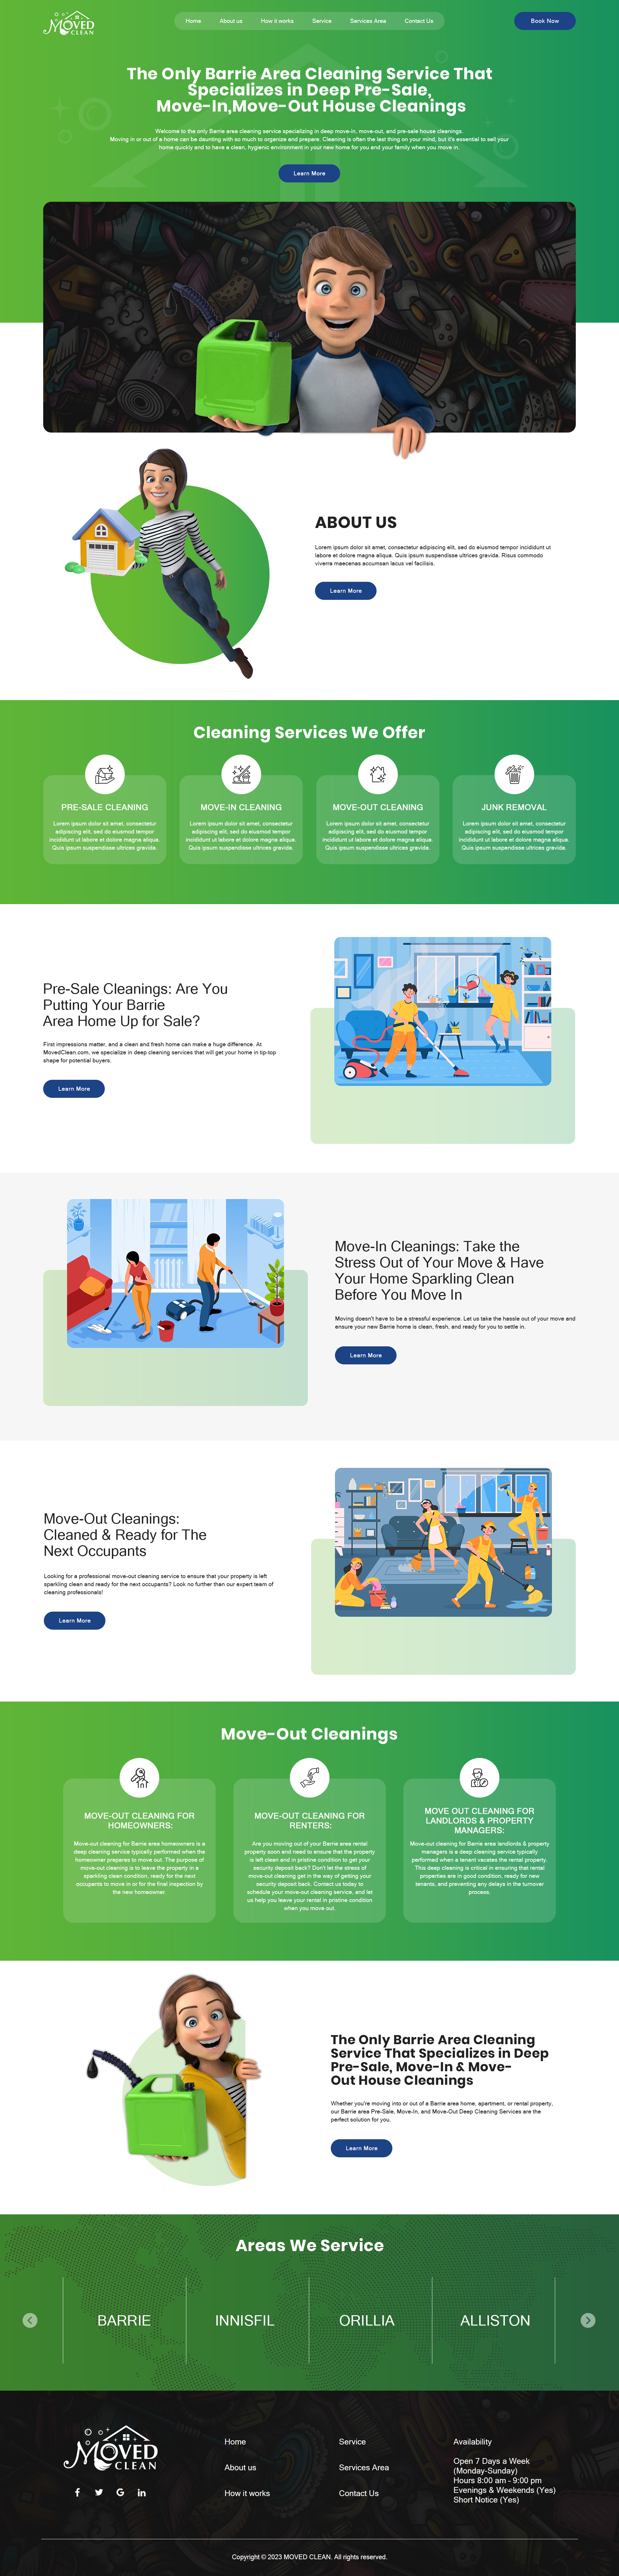 MOVED
CLEAN
Home
About us
How it works
Service
Services Area
Contact Us
Book Now
The Only Barrie Area Cleaning Service That
Specializes in Deep Pre-Sale,
Move-In,Move-Out House Cleanings
Welcome to the only Barrie area cleaning service specializing in deep move-in, move-out, and pre-sale house cleanings.
Moving in or out of a home can be daunting with so much to organize and prepare. Cleaning is often the last thing on your mind, but it's essential to sell your
home quickly and to have a clean, hygienic environment in your new home for you and your family when you move in.
Learn More
ABOUT US
Lorem ipsum dolor sit amet, consectetur adipiscing elit, sed do eiusmod tempor incididunt ut
labore et dolore magna aliqua. Quis ipsum suspendisse ultrices gravida. Risus commodo
viverra maecenas accumsan lacus vel facilisis.
Learn More
Cleaning Services We Offer
PRE-SALE CLEANING
Lorem ipsum dolor sit amet, consectetur
adipiscing elit, sed do eiusmod tempor
incididunt ut labore et dolore magna aliqua.
Quis ipsum suspendisse ultrices gravida.
MOVE-IN CLEANING
Lorem ipsum dolor sit amet, consectetur
adipiscing elit, sed do eiusmod tempor
incididunt ut labore et dolore magna aliqua.
Quis ipsum suspendisse ultrices gravida.
MOVE-OUT CLEANING
Lorem ipsum dolor sit amet, consectetur
adipiscing elit, sed do eiusmod tempor
incididunt ut labore et dolore magna aliqua.
Quis ipsum suspendisse ultrices gravida.
JUNK REMOVAL
Lorem ipsum dolor sit amet, consectetur
adipiscing elit, sed do eiusmod tempor
incididunt ut labore et dolore magna aliqua.
Quis ipsum suspendisse ultrices gravida.
Pre-Sale Cleanings: Are You
Putting Your Barrie
Area Home Up for Sale?
First impressions matter, and a clean and fresh home can make a huge difference. At
MovedClean.com, we specialize in deep cleaning services that will get your home in tip-top
shape for potential buyers.
Learn More
Move-In Cleanings: Take the
Stress Out of Your Move & Have
Your Home Sparkling Clean
Before You Move In
Moving doesn't have to be a stressful experience. Let us take the hassle out of your move and
ensure your new Barrie home is clean, fresh, and ready for you to settle in.
Learn More
Move-Out Cleanings:
Cleaned & Ready for The
Next Occupants
Looking for a professional move-out cleaning service to ensure that your property is left
sparkling clean and ready for the next occupants? Look no further than our expert team of
cleaning professionals!
Learn More
Move-Out Cleanings
MOVE-OUT CLEANING FOR
HOMEOWNERS:
Move-out cleaning for Barrie area homeowners is a
deep cleaning service typically performed when the
homeowner prepares to move out. The purpose of
move-out cleaning is to leave the property in a
sparkling clean condition, ready for the next
occupants to move in or for the final inspection by
the new homeowner.
MOVE-OUT CLEANING FOR
RENTERS:
Are you moving out of your Barrie area rental
property soon and need to ensure that the property
is left clean and in pristine condition to get your
security deposit back? Don't let the stress of
move-out cleaning get in the way of getting your
security deposit back. Contact us today to
schedule your move-out cleaning service, and let
us help you leave your rental in pristine condition
when you move out.
MOVE OUT CLEANING FOR
LANDLORDS & PROPERTY
MANAGERS:
Move-out cleaning for Barrie area landlords & property
managers is a deep cleaning service typically
performed when a tenant vacates the rental property.
This deep cleaning is critical in ensuring that rental
properties are in good condition, ready for new
tenants, and preventing any delays in the turnover
process.
The Only Barrie Area Cleaning
Service That Specializes in Deep
Pre-Sale, Move-In & Move-
Out House Cleanings
Whether you're moving into or out of a Barrie area home, apartment, or rental property,
our Barrie area Pre-Sale, Move-In, and Move-Out Deep Cleaning Services are the
perfect solution for you.
Learn More
Areas We Service
BARRIE
INNISFIL
ORILLIA
ALLISTON
MOVED
CLEAN
Home
About us
How it works
Service
Services Area
Contact Us
Availability
Open 7 Days a Week
(Monday-Sunday)
Hours 8:00 am - 9:00 pm
Evenings & Weekends (Yes)
Short Notice (Yes)
Copyright © 2023 MOVED CLEAN. All rights reserved.